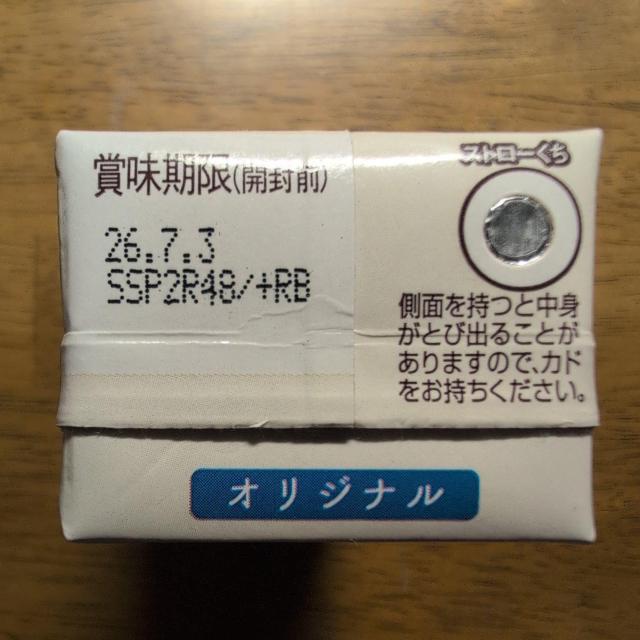 賞味期限(開封前)
26.7.3
SSP2R48/+RB
ストローぐち
側面を持つと中身
がとび出ることが
ありますので、カド
をお持ちください。
オリジナル